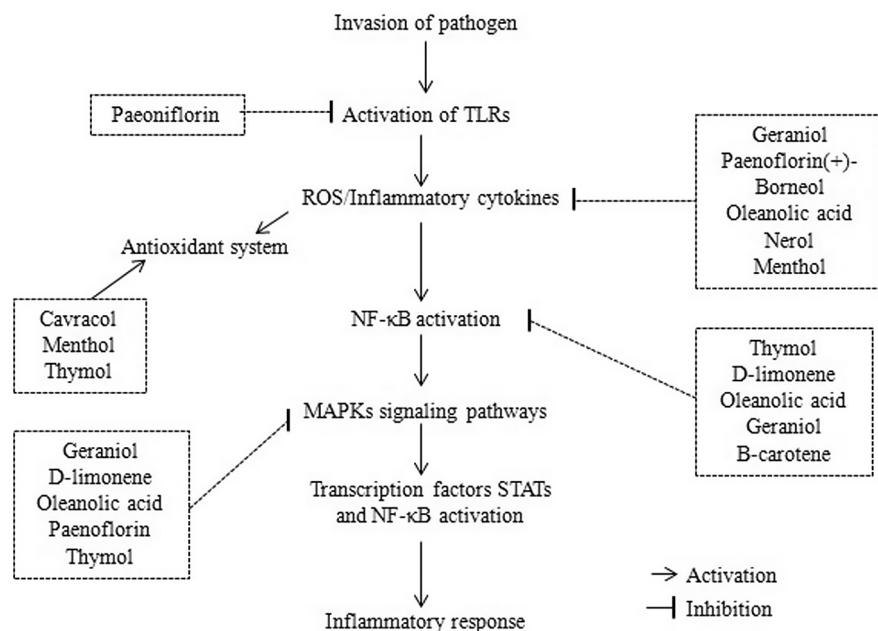 Invasion of pathogen
Paeoniflorin
Activation of TLRs
Geraniol
Paenoflorin(+)-
Borneol
Oleanolic acid
Nerol
Menthol
ROS/Inflammatory cytokines
Antioxidant system
Cavracol
Menthol
Thymol
NF-κB activation
Thymol
D-limonene
Oleanolic acid
Geraniol
B-carotene
MAPKs signaling pathways
Geraniol
D-limonene
Oleanolic acid
Paenoflorin
Thymol
Transcription factors STATs
and NF-κB activation
Inflammatory response
Activation
Inhibition